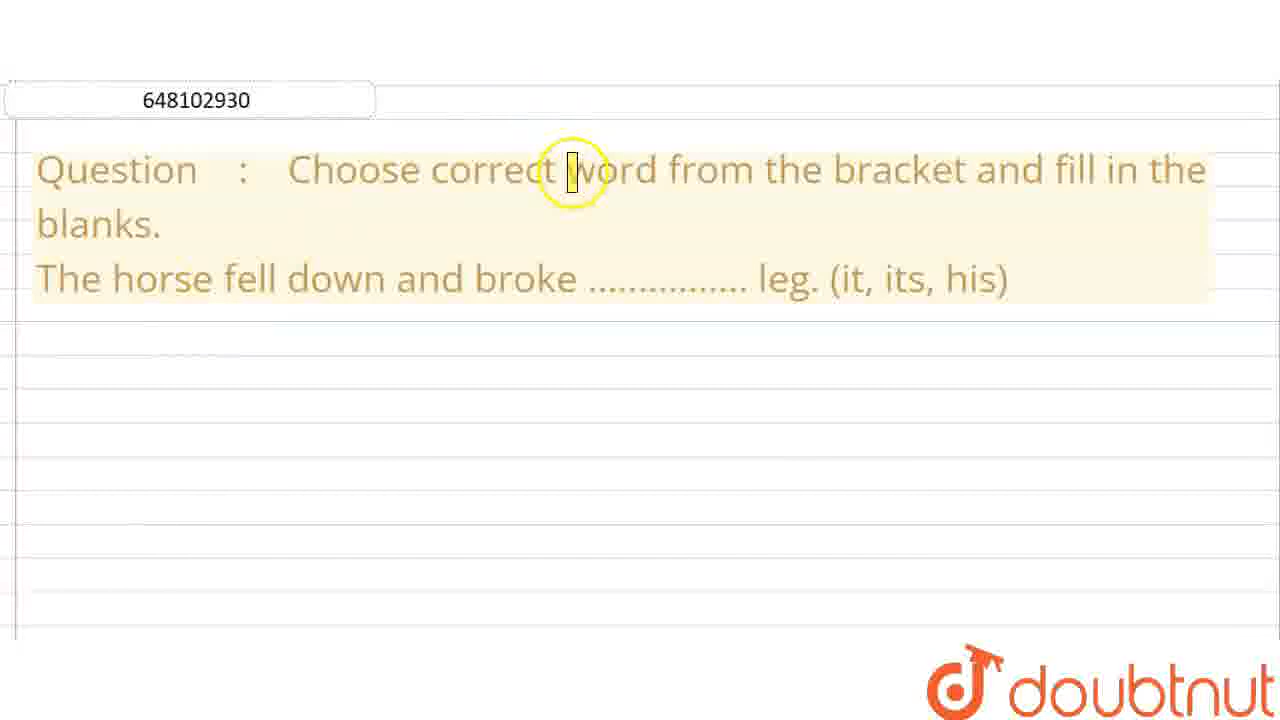 648102930
Question : Choose correct word from the bracket and fill in the
blanks.
The horse fell down and broke ................ leg. (it, its, his)
doubtnut